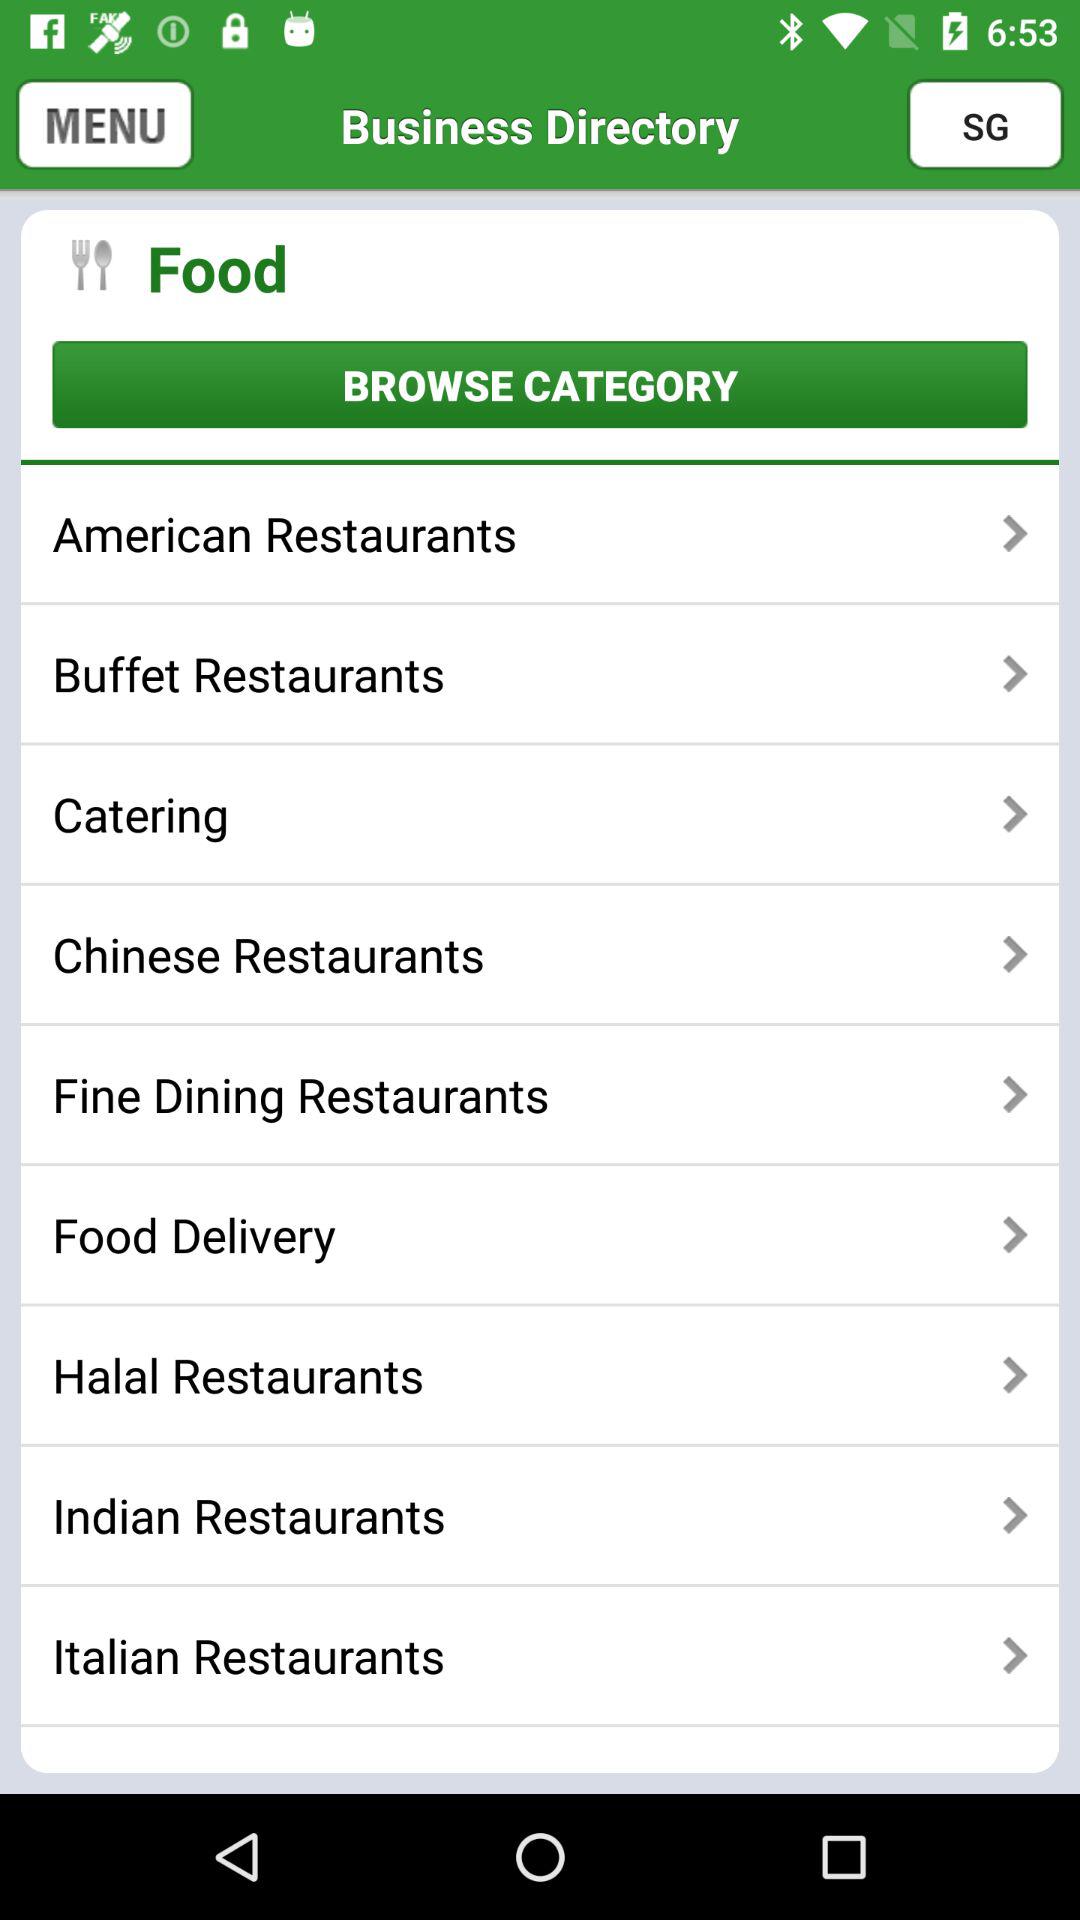 FAK
6:53
MENU
Business Directory
SG
Food
BROWSE CATEGORY
American Restaurants
Buffet Restaurants
Catering
Chinese Restaurants
Fine Dining Restaurants
Food Delivery
Halal Restaurants
Indian Restaurants
Italian Restaurants